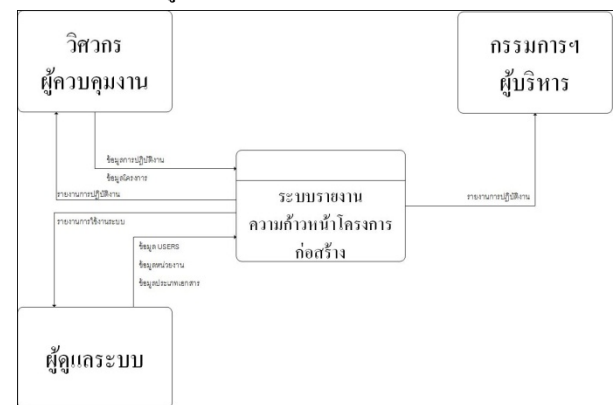 วิศวกร
ผู้ควบคุมงาน
กรรมการฯ
ผู้บริหาร
ข้อมูลการปฏิบัติงาน
ข้อมูลโครงการ
รายงานการปฏิบัติงาน
ระบบรายงาน
ความก้าวหน้าโครงการ
ก่อสร้าง
รายงานการปฏิบัติงาน
รายงานการใช้งานระบบ
ข้อมูล USERS
ข้อมูลหน่วยงาน
ข้อมูลประเภทเอกสาร
ผู้ดูแลระบบ